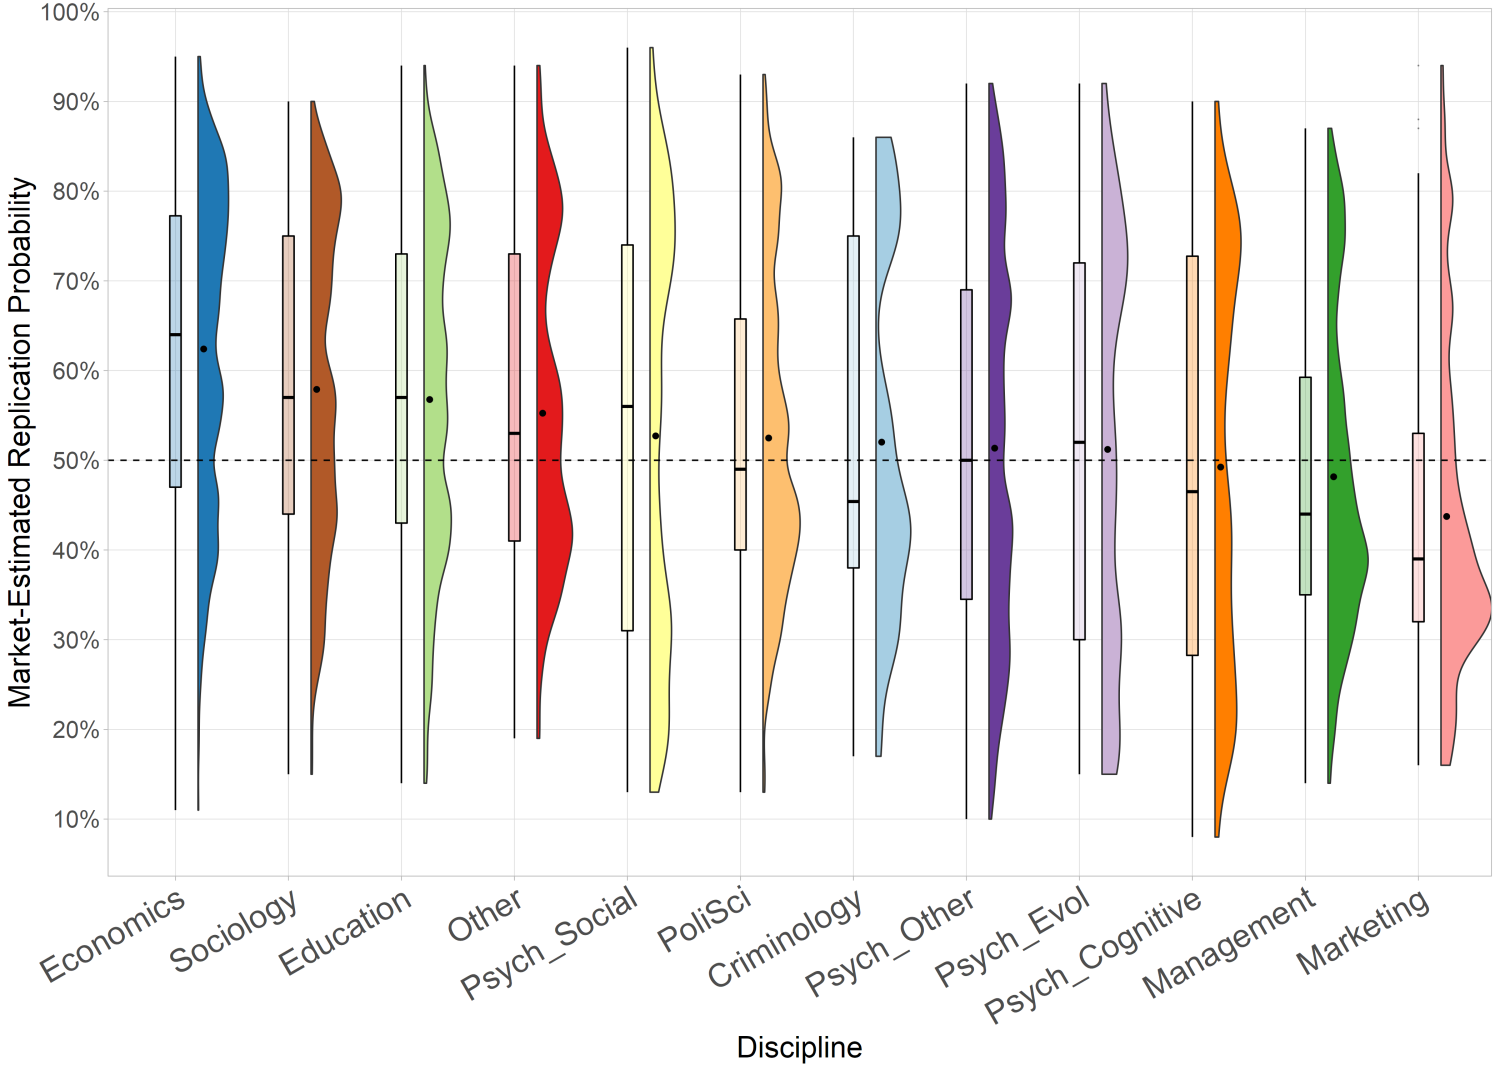 Market-Estimated Replication Probability
100%
90%
80%
70%
60%
50%
40%
30%
20%
10%
Economics
Sociology
Education
Other
Psych_Social
PoliSci
Criminology
Psych_Other
Psych_Evol
Psych_Cognitive
Management
Marketing
Discipline